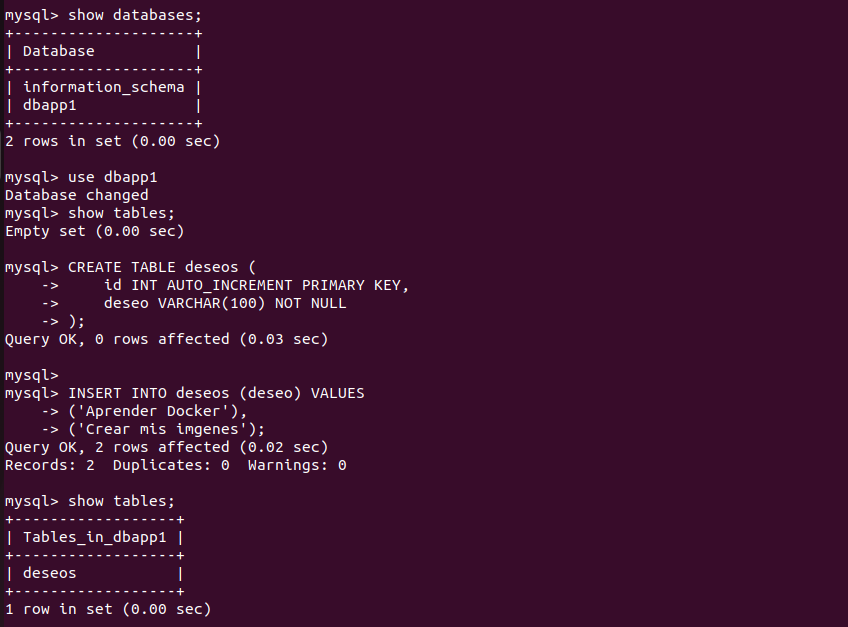 mysql> show databases;
+--------------------+
| Database           |
+--------------------+
| information_schema |
| dbapp1             |
+--------------------+
2 rows in set (0.00 sec)

mysql> use dbapp1
Database changed
mysql> show tables;
Empty set (0.00 sec)

mysql> CREATE TABLE deseos (
    ->     id INT AUTO_INCREMENT PRIMARY KEY,
    ->     deseo VARCHAR(100) NOT NULL
    -> );
Query OK, 0 rows affected (0.03 sec)

mysql>
mysql> INSERT INTO deseos (deseo) VALUES
    -> ('Aprender Docker'),
    -> ('Crear mis imgenes');
Query OK, 2 rows affected (0.02 sec)
Records: 2  Duplicates: 0  Warnings: 0

mysql> show tables;
+------------------+
| Tables_in_dbapp1 |
+------------------+
| deseos           |
+------------------+
1 row in set (0.00 sec)